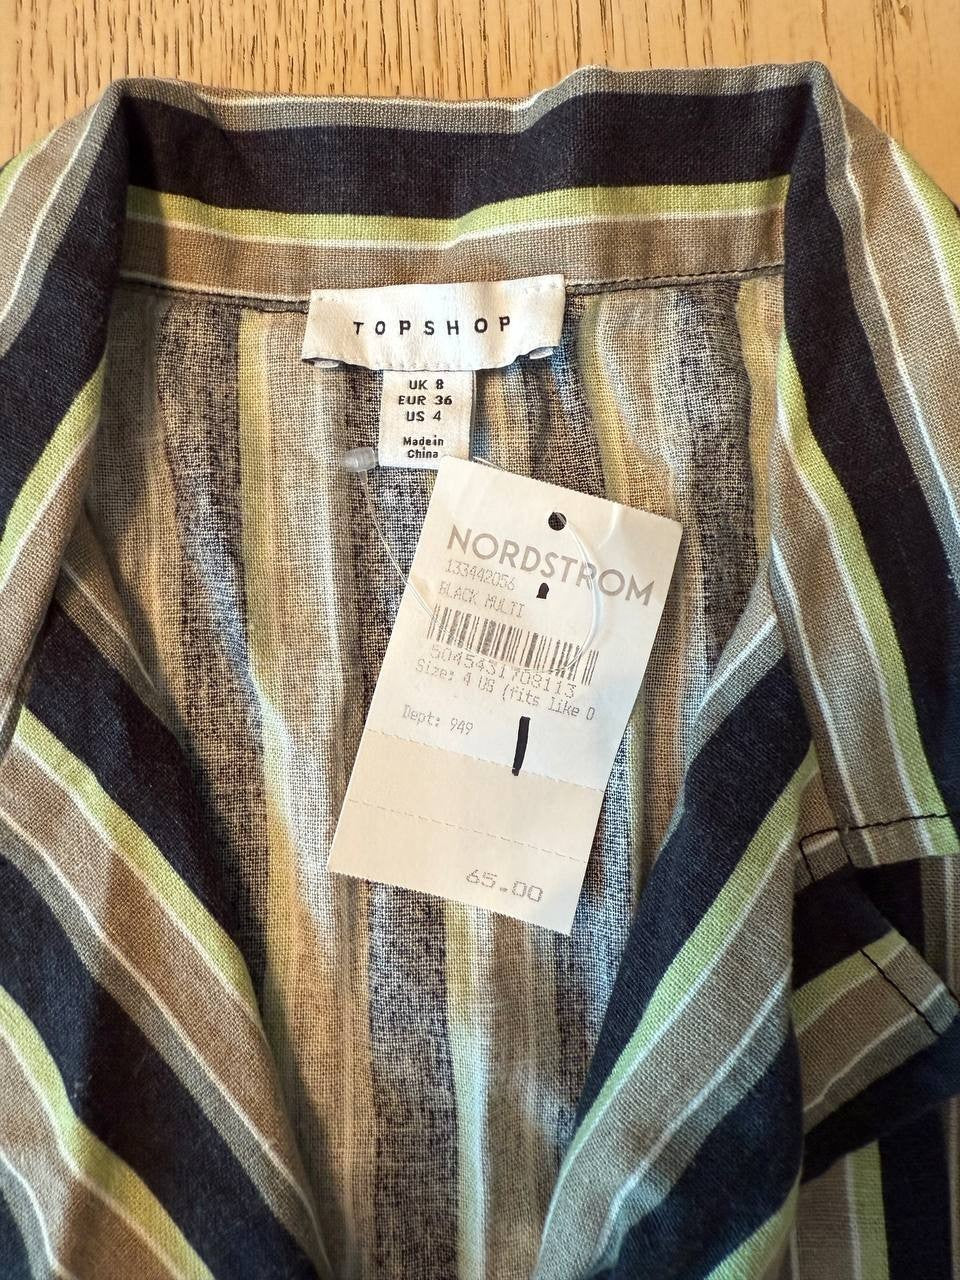 TOPSHOP
UK 8
EUR 36
US 4
Made in
China
NORDSTROM
133442056
BLACK MULTI
5045431708113
Size: 4 US (fits like 0
Dept: 949
65.00